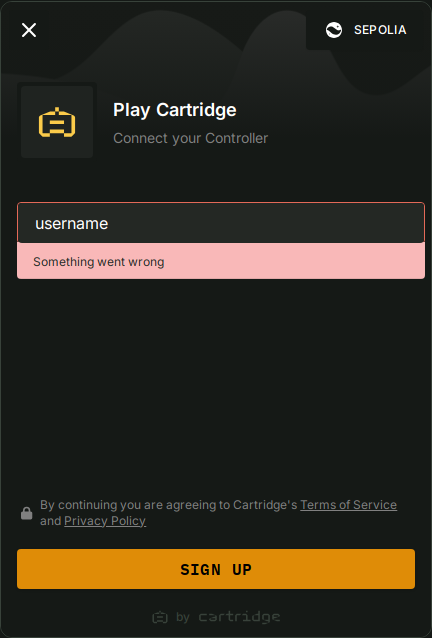 SEPOLIA
Play Cartridge
Connect your Controller
username
Something went wrong
By continuing you are agreeing to Cartridge's Terms of Service
and Privacy Policy
SIGN UP
by cartridge